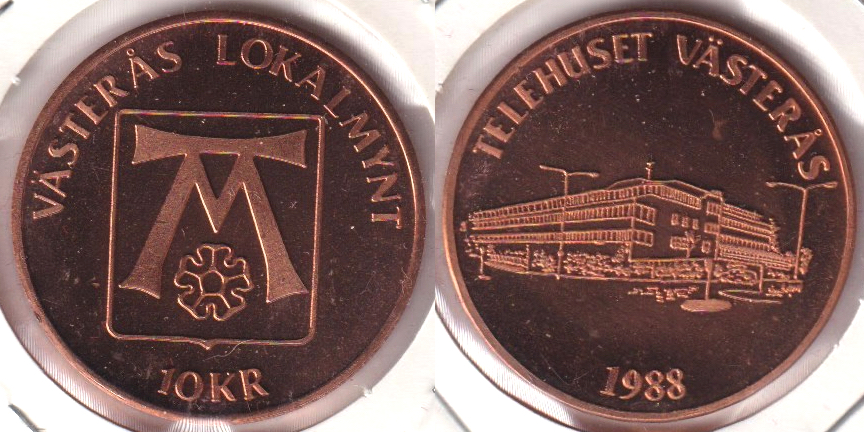 VÄSTERÅS LOKALMYNT
10KR
TELEHUSET VÄSTERÅS
1988